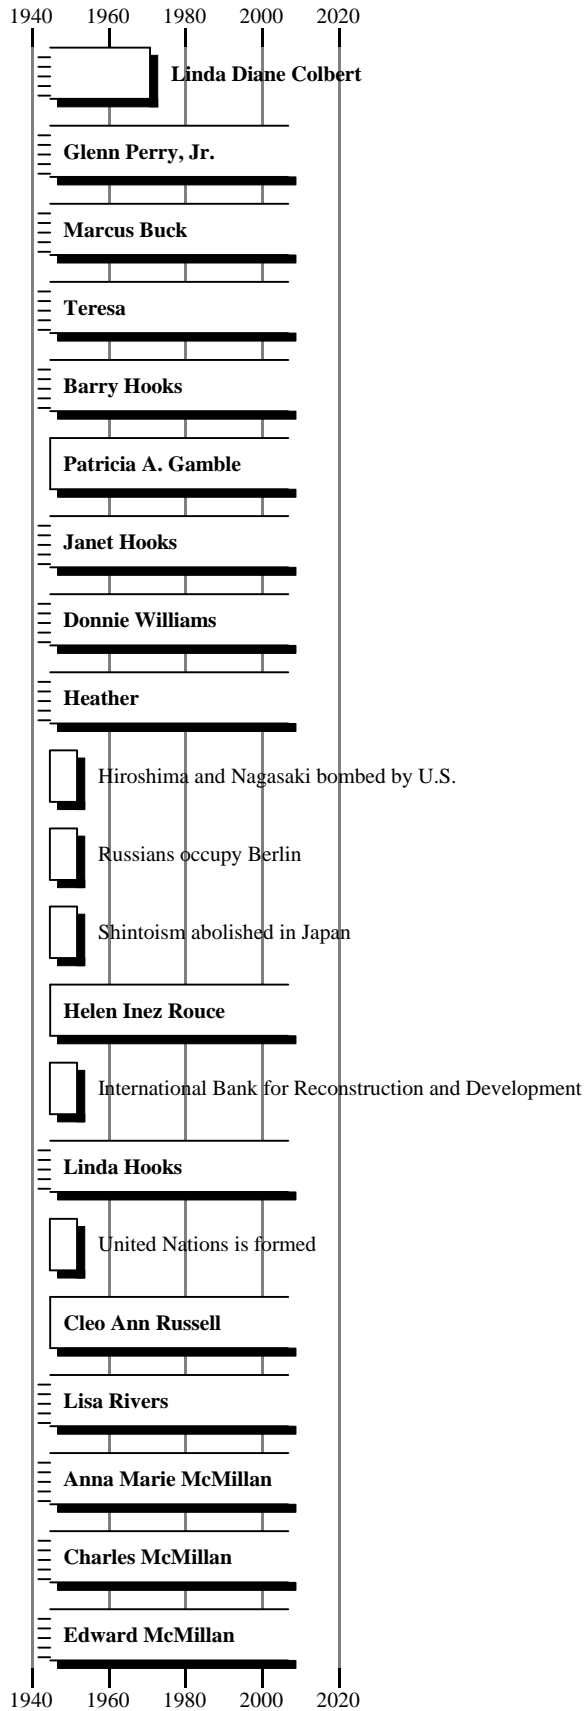 1940 1960 1980 2000 2020
Linda Diane Colbert
Glenn Perry, Jr.
Marcus Buck
Teresa
Barry Hooks
Patricia A. Gamble
Janet Hooks
Donnie Williams
Heather
Hiroshima and Nagasaki bombed by U.S.
Russians occupy Berlin
Shintoism abolished in Japan
Helen Inez Rouce
International Bank for Reconstruction and Development
Linda Hooks
United Nations is formed
Cleo Ann Russell
Lisa Rivers
Anna Marie McMillan
Charles McMillan
Edward McMillan
1940 1960 1980 2000 2020